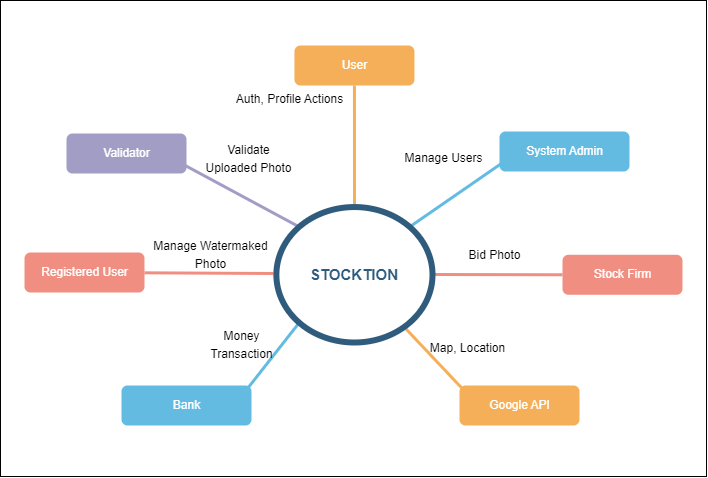 User
Auth, Profile Actions
Validator
Validate
Uploaded Photo
System Admin
Manage Users
Registered User
Manage Watermaked
Photo
STOCKTION
Bid Photo
Stock Firm
Money
Transaction
Map, Location
Bank
Google API